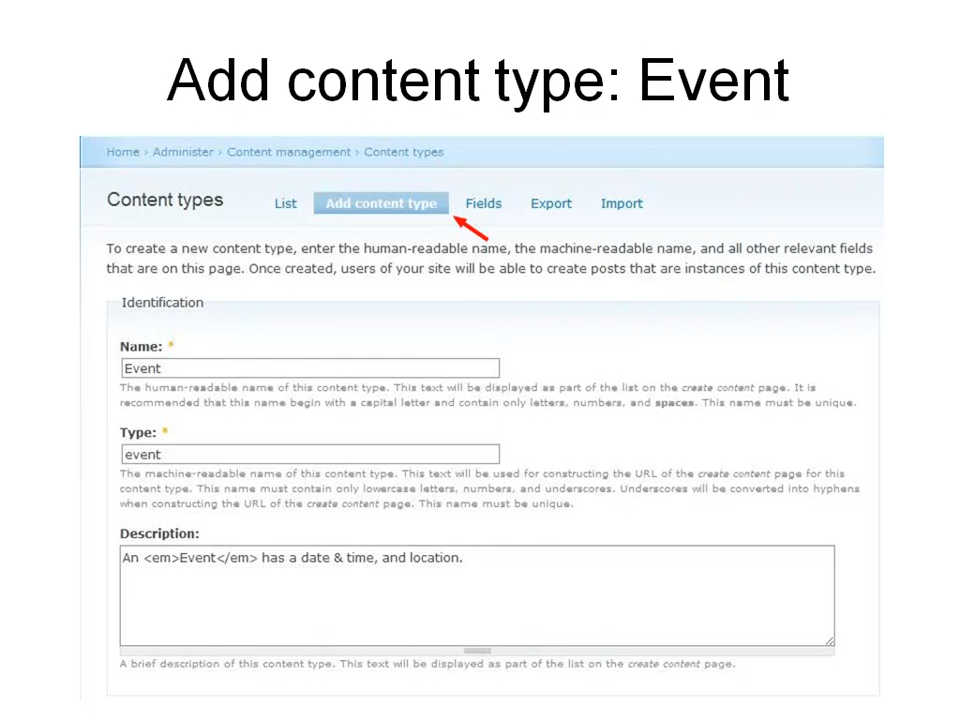 Add content type: Event
Home › Administer › Content management › Content types
Content types List Add content type Fields Export Import
To create a new content type, enter the human-readable name, the machine-readable name, and all other relevant fields
that are on this page. Once created, users of your site will be able to create posts that are instances of this content type.
Identification
Name: *
Event
The human-readable name of this content type. This text will be displayed as part of the list on the create content page. It is
recommended that this name begin with a capital letter and contain only letters, numbers, and spaces. This name must be unique.
Type: *
event
The machine-readable name of this content type. This text will be used for constructing the URL of the create content page for this
content type. This name must contain only lowercase letters, numbers, and underscores. Underscores will be converted into hyphens
when constructing the URL of the create content page. This name must be unique.
Description:
An <em>Event</em> has a date & time, and location.
A brief description of this content type. This text will be displayed as part of the list on the create content page.